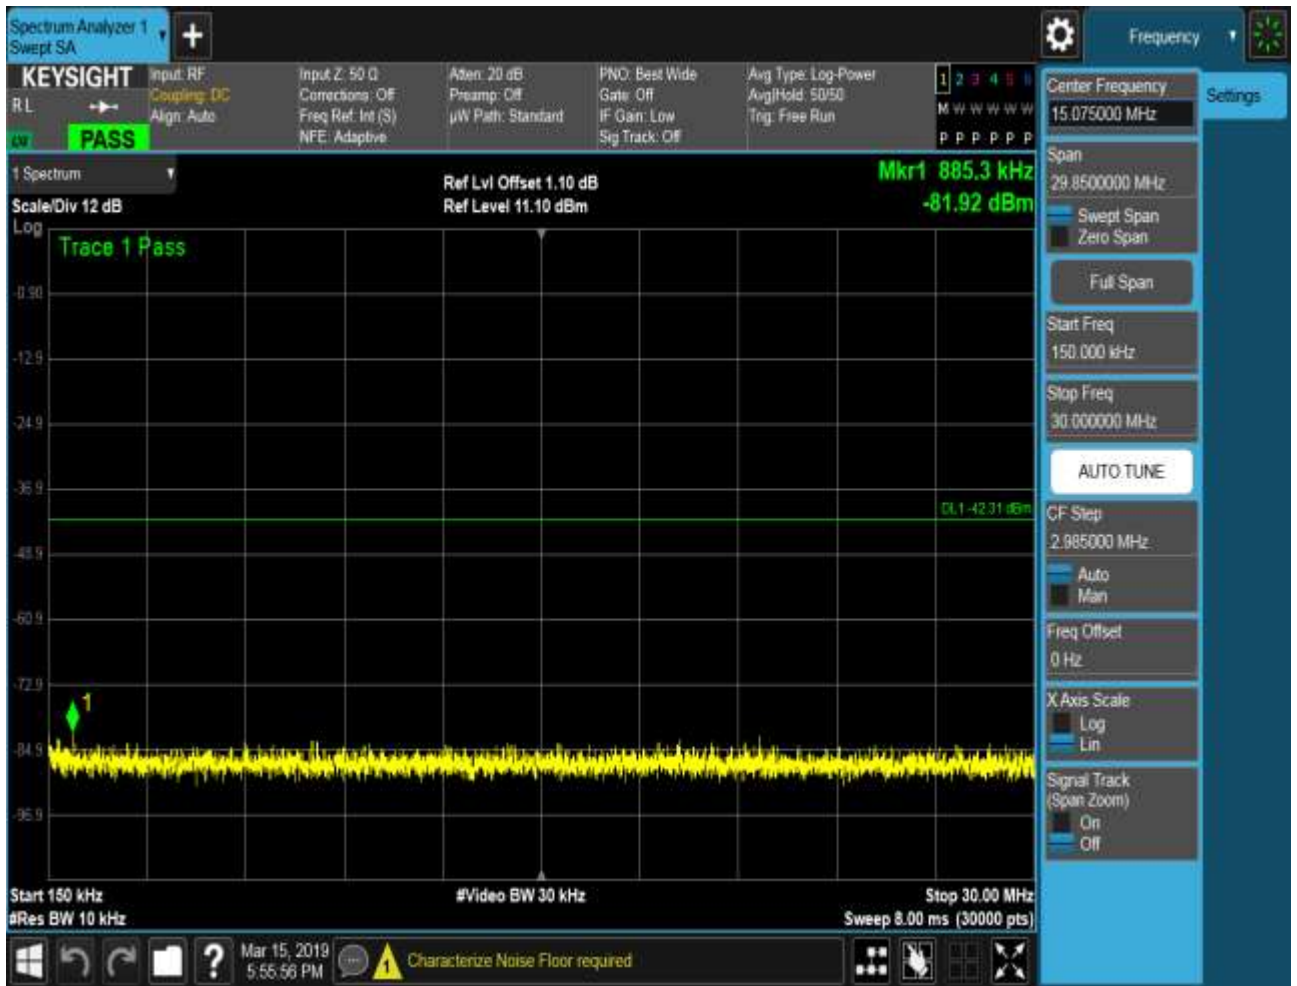 Spectrum Analyzer 1
Swept SA
Frequency
KEYSIGHT
R L
PASS
Input: RF
Coupling: DC
Align: Auto
Input Z: 50 Ω
Corrections: Off
Freq Ref: Int (S)
NFE: Adaptive
Atten: 20 dB
Preamp: Off
µW Path: Standard
PNO: Best Wide
Gate: Off
IF Gain: Low
Sig Track: Off
Avg Type: Log-Power
Avg|Hold: 50/50
Trig: Free Run
1 2 3 4 5 6
M W W W W W
P P P P P P
1 Spectrum
Scale/Div 12 dB
Log
Ref Lvl Offset 1.10 dB
Ref Level 11.10 dBm
Mkr1 885.3 kHz
-81.92 dBm
Trace 1 Pass
-0.90
-12.9
-24.9
-36.9
DL1 -42.31 dBm
-48.9
-60.9
-72.9
1
-84.9
-96.9
Start 150 kHz
#Res BW 10 kHz
#Video BW 30 kHz
Stop 30.00 MHz
Sweep 8.00 ms (30000 pts)
Center Frequency
15.075000 MHz
Settings
Span
29.8500000 MHz
Swept Span
Zero Span
Full Span
Start Freq
150.000 kHz
Stop Freq
30.000000 MHz
AUTO TUNE
CF Step
2.985000 MHz
Auto
Man
Freq Offset
0 Hz
X Axis Scale
Log
Lin
Signal Track
(Span Zoom)
On
Off
?
Mar 15, 2019
5:55:56 PM
1
Characterize Noise Floor required